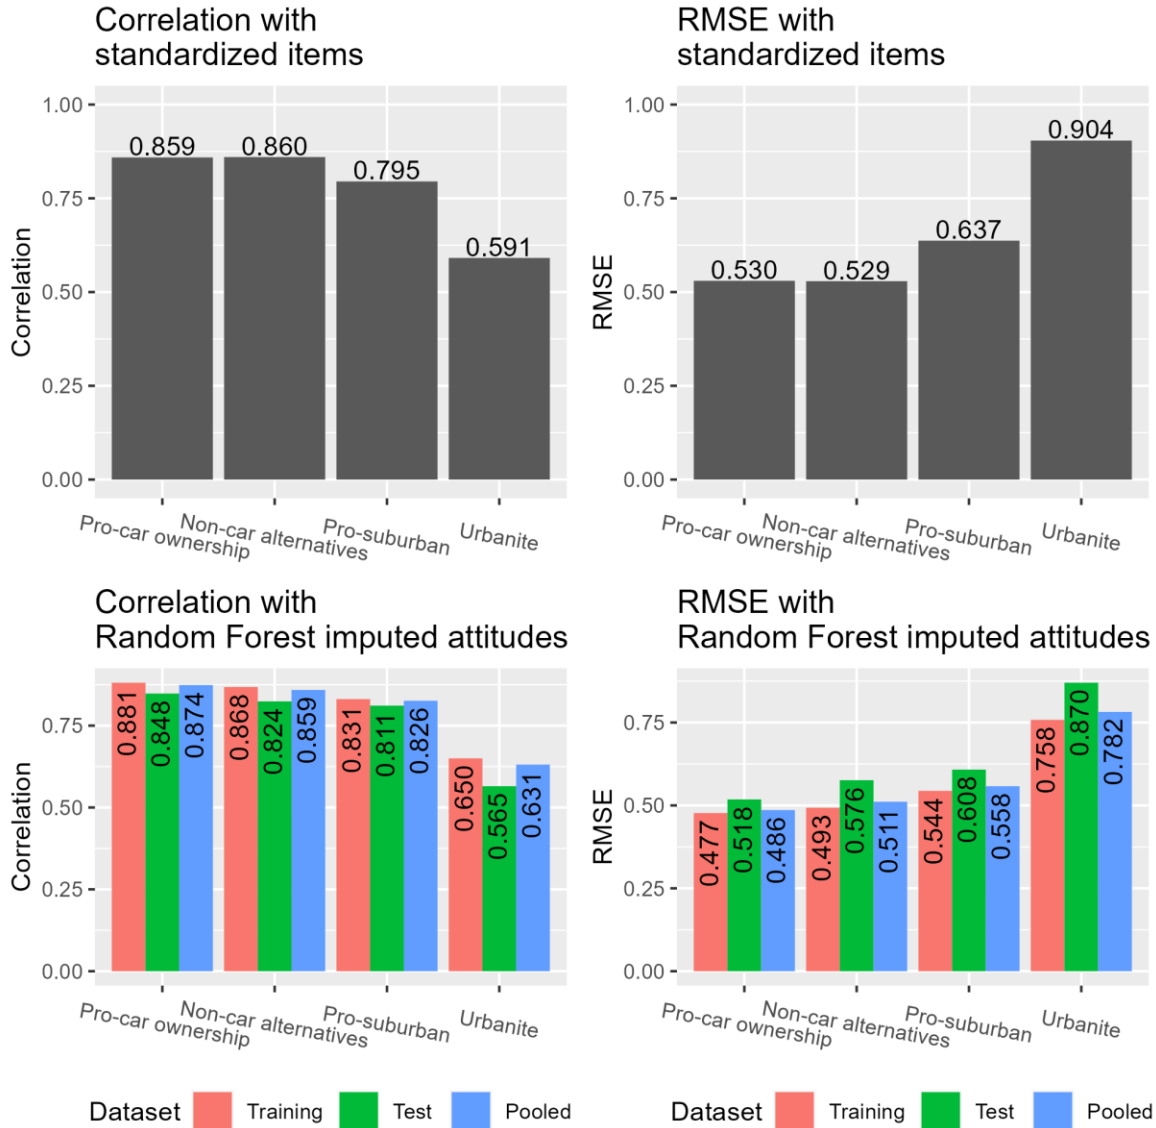 Correlation with
standardized items
Correlation
1.00
0.75
0.50
0.25
0.00
0.859
0.860
0.795
0.591
Pro-car ownership
Non-car alternatives
Pro-suburban
Urbanite
RMSE with
standardized items
RMSE
1.00
0.75
0.50
0.25
0.00
0.530
0.529
0.637
0.904
Pro-car ownership
Non-car alternatives
Pro-suburban
Urbanite
Correlation with
Random Forest imputed attitudes
Correlation
0.75
0.50
0.25
0.00
0.881
0.848
0.874
0.868
0.824
0.859
0.831
0.811
0.826
0.650
0.565
0.631
Pro-car ownership
Non-car alternatives
Pro-suburban
Urbanite
Dataset Training Test Pooled
RMSE with
Random Forest imputed attitudes
RMSE
0.75
0.50
0.25
0.00
0.477
0.518
0.486
0.493
0.576
0.511
0.544
0.608
0.558
0.758
0.870
0.782
Pro-car ownership
Non-car alternatives
Pro-suburban
Urbanite
Dataset Training Test Pooled